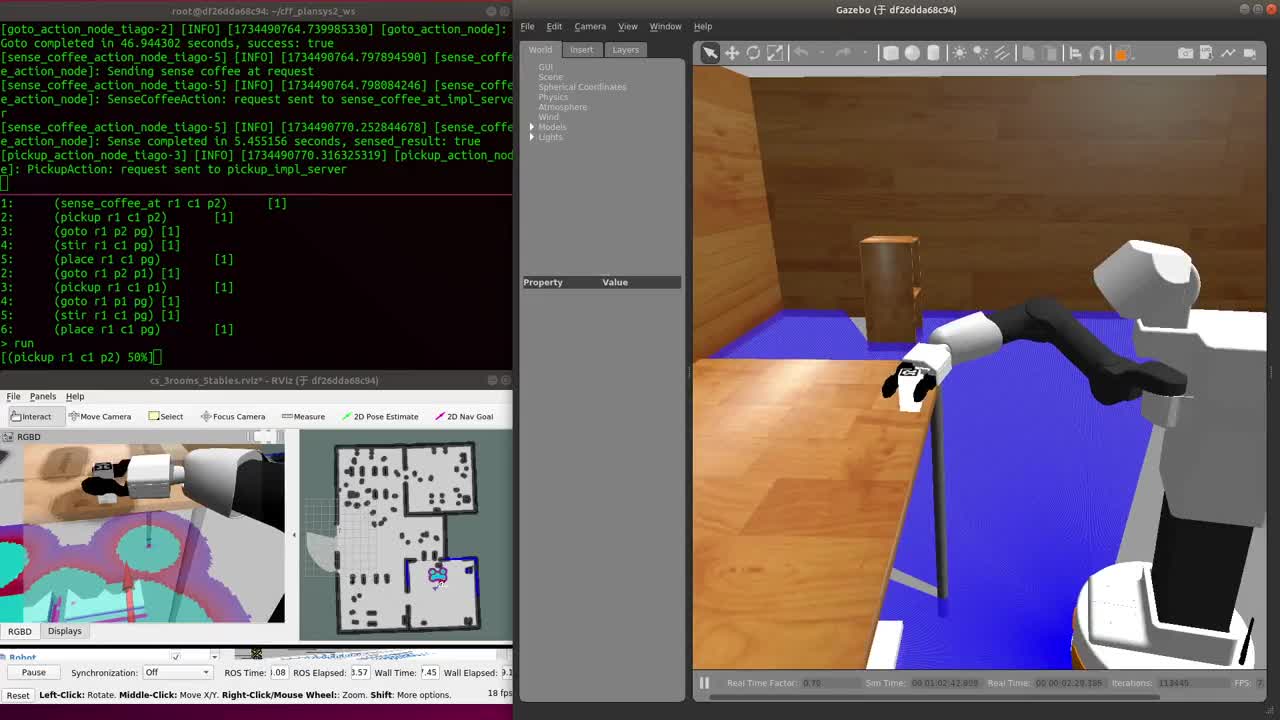 root@df26dda68c94: ~/cff_plansys2_ws
[goto_action_node_tiago-2] [INFO] [1734490764.739985330] [goto_action_node]:
Goto completed in 46.944302 seconds, success: true
[sense_coffee_action_node_tiago-5] [INFO] [1734490764.797894590] [sense_coffe
e_action_node]: Sending sense coffee at request
[sense_coffee_action_node_tiago-5] [INFO] [1734490764.798084246] [sense_coffe
e_action_node]: SenseCoffeeAction: request sent to sense_coffee_at_impl_serve
r
[sense_coffee_action_node_tiago-5] [INFO] [1734490770.252844678] [sense_coffe
e_action_node]: Sense completed in 5.455156 seconds, sensed_result: true
[pickup_action_node_tiago-3] [INFO] [1734490770.316325319] [pickup_action_nod
e]: PickupAction: request sent to pickup_impl_server
1: (sense_coffee_at r1 c1 p2) [1]
2: (pickup r1 c1 p2) [1]
3: (goto r1 p2 pg) [1]
4: (stir r1 c1 pg) [1]
5: (place r1 c1 pg) [1]
2: (goto r1 p2 p1) [1]
3: (pickup r1 c1 p1) [1]
4: (goto r1 p1 pg) [1]
5: (stir r1 c1 pg) [1]
6: (place r1 c1 pg) [1]
> run
[(pickup r1 c1 p2) 50%]
cs_3rooms_5tables.rviz* - RViz (于 df26dda68c94)
File Panels Help
Interact Move Camera Select Focus Camera Measure 2D Pose Estimate 2D Nav Goal
RGBD
RGBD Displays
Robot
Pause Synchronization: Off ROS Time: ROS Elapsed: 3.57 Wall Time: 7.45 Wall Elapsed:
Reset Left-Click: Rotate. Middle-Click: Move X/Y. Right-Click/Mouse Wheel:: Zoom. Shift: More options. 18 fps
Gazebo (于 df26dda68c94)
File Edit Camera View Window Help
World Insert Layers
GUI
Scene
Spherical Coordinates
Physics
Atmosphere
Wind
Models
Lights
Property Value
Real Time Factor: 0.70 Sim Time: Real Time: Iterations: FPS: